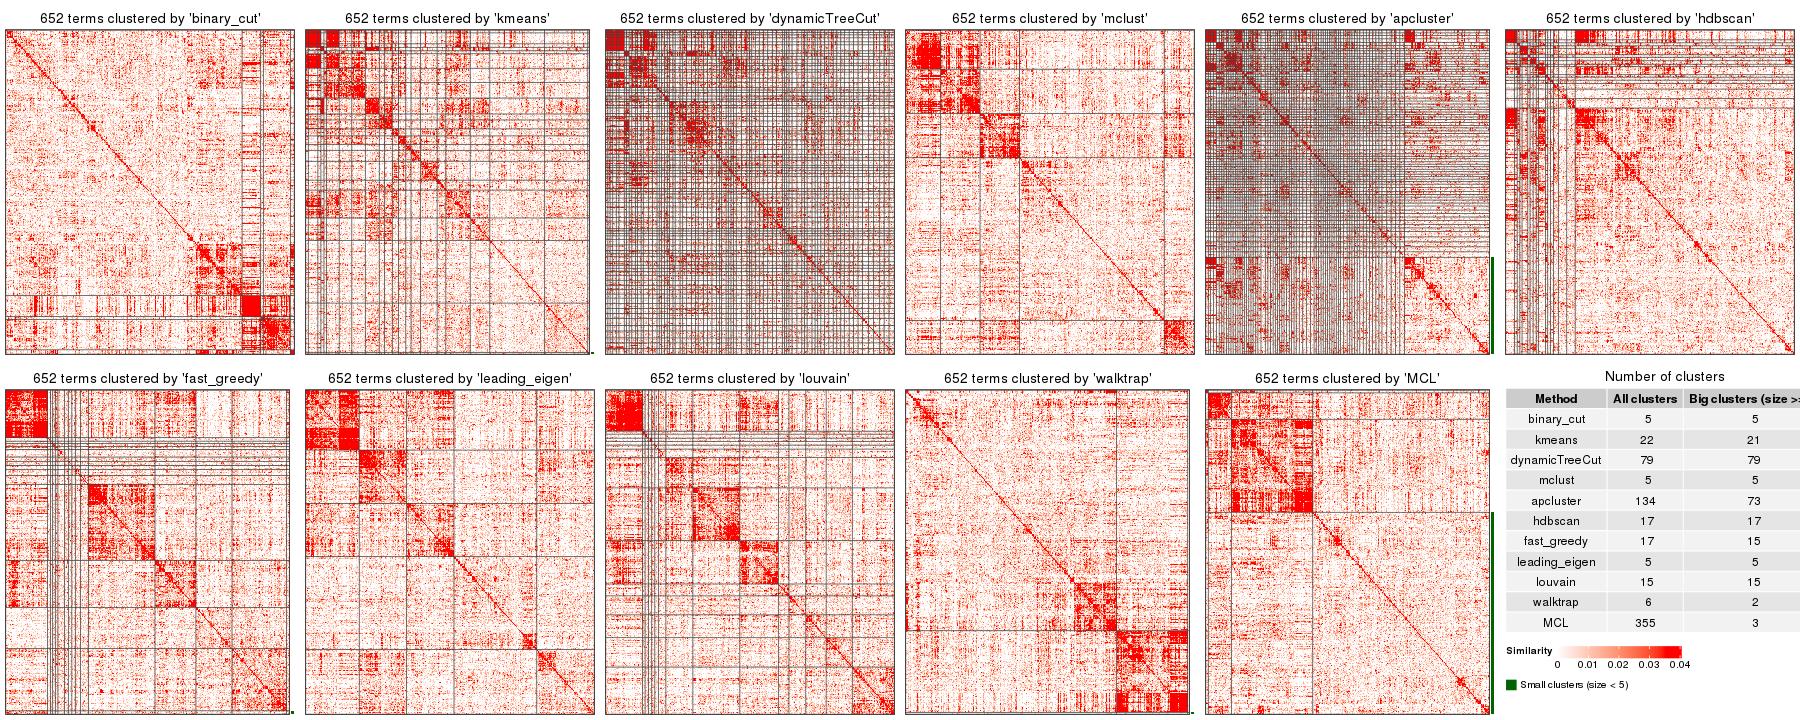 652 terms clustered by 'binary_cut'
652 terms clustered by 'kmeans'
652 terms clustered by 'dynamicTreeCut'
652 terms clustered by 'mclust'
652 terms clustered by 'apcluster'
652 terms clustered by 'hdbscan'
652 terms clustered by 'fast_greedy'
652 terms clustered by 'leading_eigen'
652 terms clustered by 'louvain'
652 terms clustered by 'walktrap'
652 terms clustered by 'MCL'
Number of clusters
Method All clusters Big clusters (size >=
binary_cut 5 5
kmeans 22 21
dynamicTreeCut 79 79
mclust 5 5
apcluster 134 73
hdbscan 17 17
fast_greedy 17 15
leading_eigen 5 5
louvain 15 15
walktrap 6 2
MCL 355 3
Similarity
0 0.01 0.02 0.03 0.04
Small clusters (size < 5)